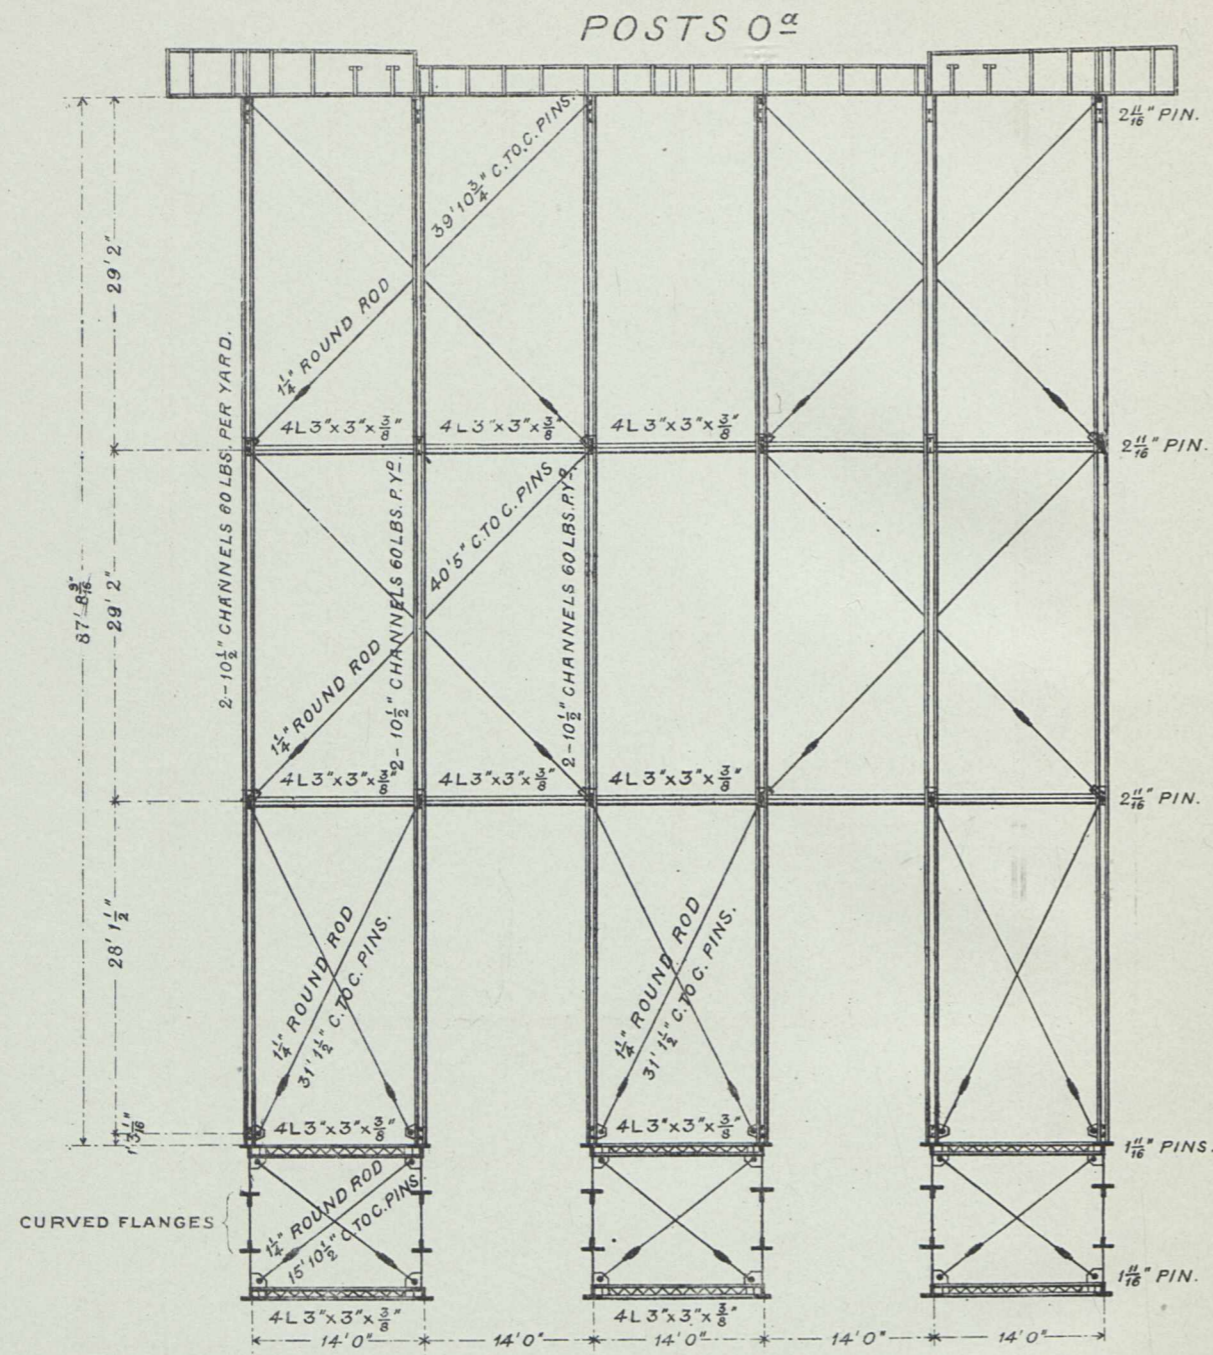 POSTS 0ª
2 11/16" PIN.
39' 10 3/4" C. TO C. PINS.
29' 2"
1 1/4" ROUND ROD
2-10 1/2" CHANNELS 60 LBS. PER YARD.
4L 3"x3"x3/8"
4L 3"x3"x3/8"
4L 3"x3"x3/8"
2 11/16" PIN.
40' 5" C. TO C. PINS
2-10 1/2" CHANNELS 60 LBS. P. Yᴰ.
2-10 1/2" CHANNELS 60 LBS. P. Yᴰ.
87' 8 9/16"
29' 2"
1 1/4" ROUND ROD
4L 3"x3"x3/8"
4L 3"x3"x3/8"
4L 3"x3"x3/8"
2 11/16" PIN.
28' 1 1/2"
1 1/4" ROUND ROD
31' 1 1/2" C. TO C. PINS.
1 1/4" ROUND ROD
31' 1 1/2" C. TO C. PINS.
4L 3"x3"x3/8"
4L 3"x3"x3/8"
1' 3 1/16"
1 11/16" PINS.
CURVED FLANGES
1 1/4" ROUND ROD
15' 10 1/2" C. TO C. PINS
1 11/16" PIN.
4L 3"x3"x3/8"
4L 3"x3"x3/8"
14' 0"
14' 0"
14' 0"
14' 0"
14' 0"